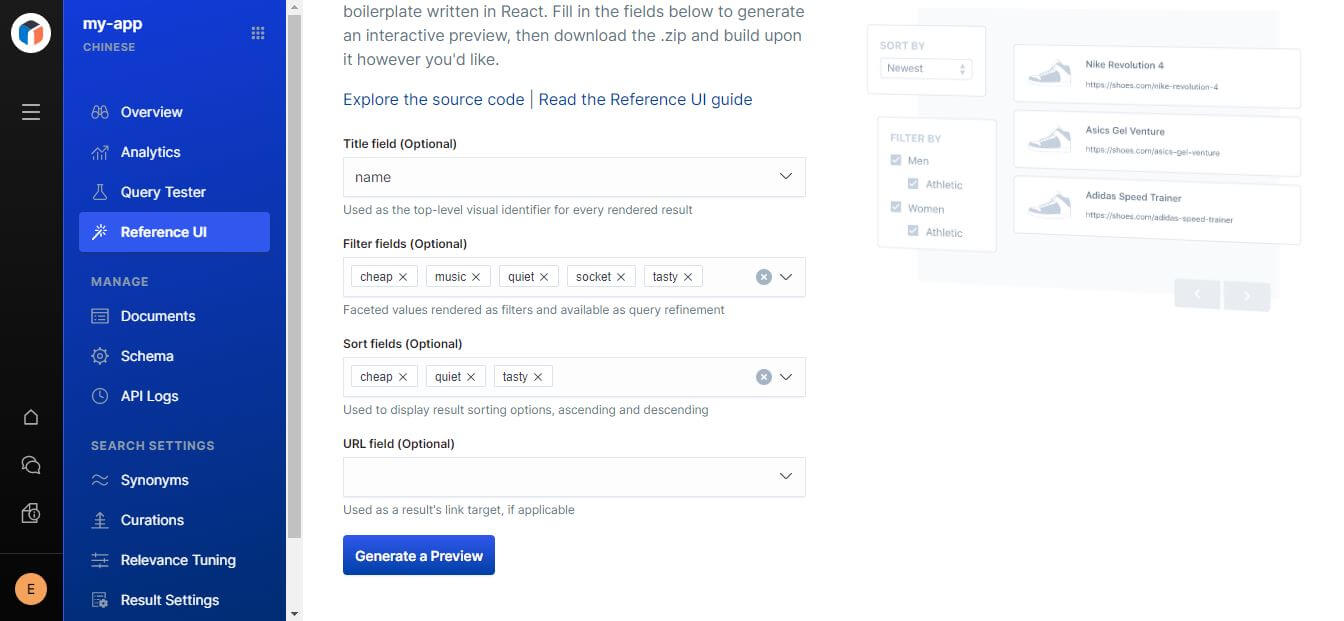 my-app
CHINESE
Overview
Analytics
Query Tester
Reference UI
MANAGE
Documents
Schema
API Logs
SEARCH SETTINGS
Synonyms
Curations
Relevance Tuning
Result Settings
E
boilerplate written in React. Fill in the fields below to generate
an interactive preview, then download the .zip and build upon
it however you'd like.
Explore the source code | Read the Reference UI guide
Title field (Optional)
name
Used as the top-level visual identifier for every rendered result
Filter fields (Optional)
cheap × music × quiet × socket × tasty ×
Faceted values rendered as filters and available as query refinement
Sort fields (Optional)
cheap × quiet × tasty ×
Used to display result sorting options, ascending and descending
URL field (Optional)
Used as a result's link target, if applicable
Generate a Preview
SORT BY
Newest
FILTER BY
Men
Athletic
Women
Athletic
Nike Revolution 4
https://shoes.com/nike-revolution-4
Asics Gel Venture
https://shoes.com/asics-gel-venture
Adidas Speed Trainer
https://shoes.com/adidas-speed-trainer